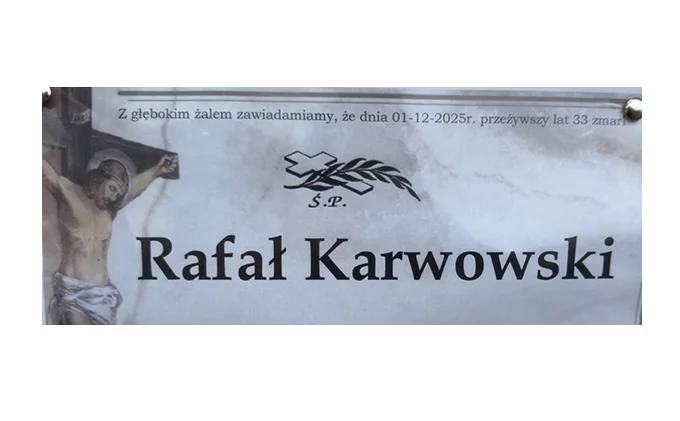 Z głębokim żalem zawiadamiamy, że dnia 01-12-2025r. przeżywszy lat 33 zmarł
Ś.P.
Rafał Karwowski